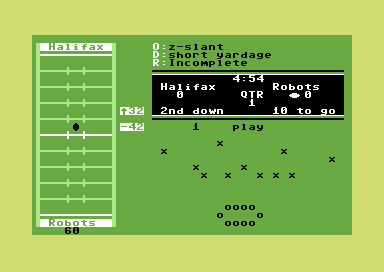 Halifax
O:z-slant
D:short yardage
R:Incomplete
4:54
Halifax Robots
0 QTR 0
1
2nd down 10 to go
↑32
-42
1 play
Robots
60